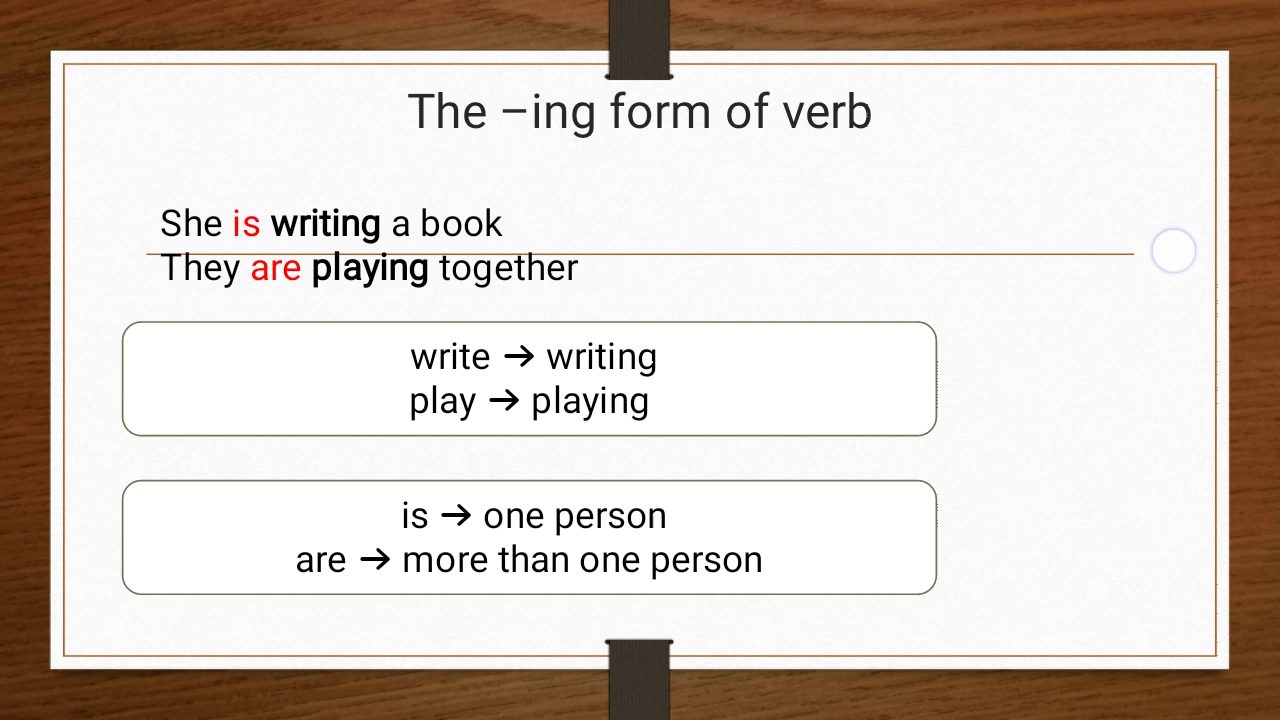 The –ing form of verb
She is writing a book
They are playing together
write → writing
play → playing
is → one person
are → more than one person